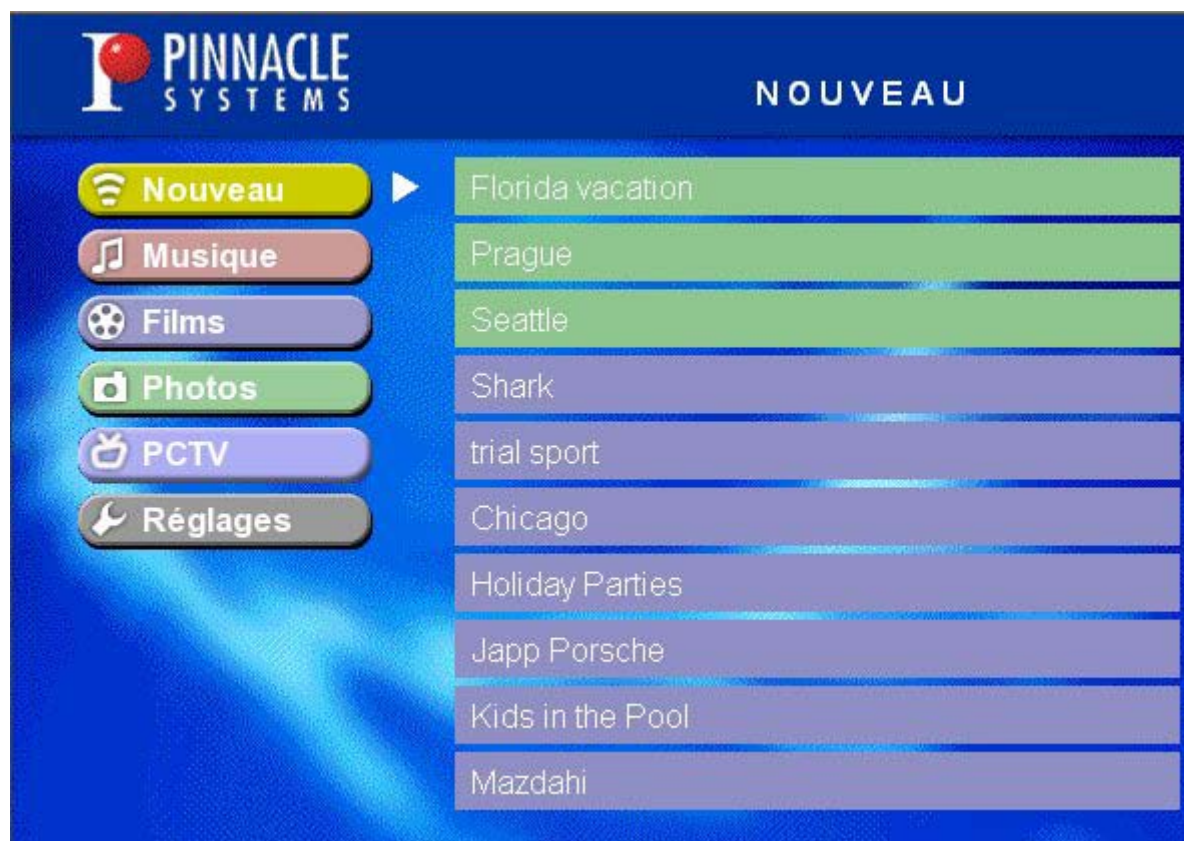 PINNACLE
SYSTEMS
NOUVEAU
Nouveau
Musique
Films
Photos
PCTV
Réglages
Florida vacation
Prague
Seattle
Shark
trial sport
Chicago
Holiday Parties
Japp Porsche
Kids in the Pool
Mazdahi